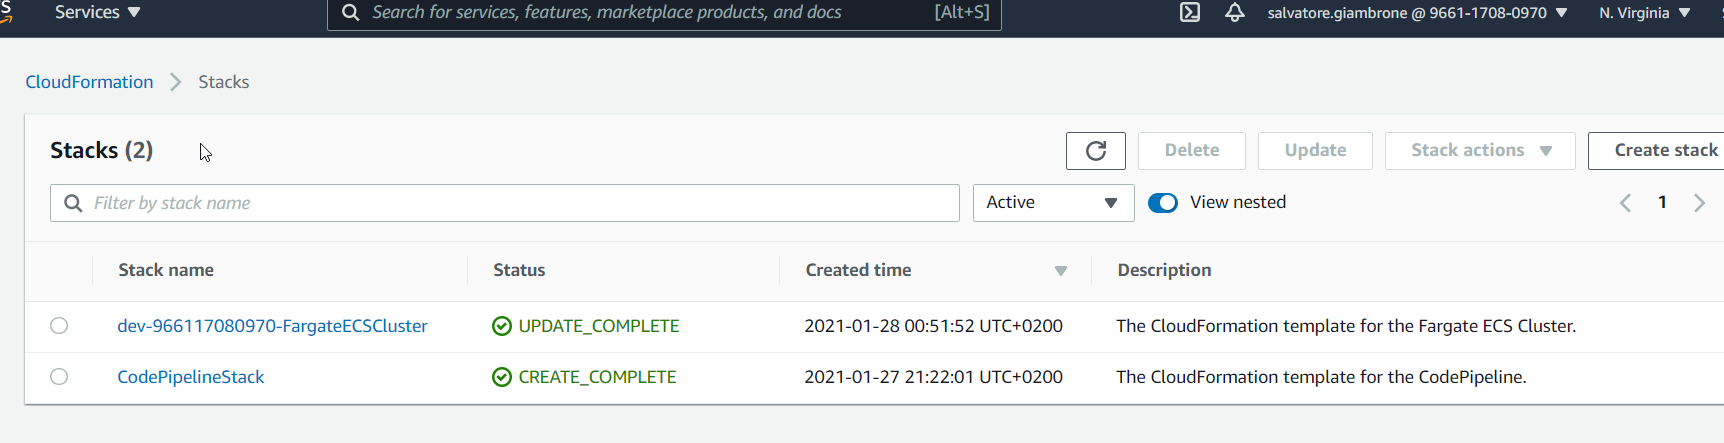 Services Search for services, features, marketplace products, and docs [Alt+S] salvatore.giambrone @ 9661-1708-0970 N. Virginia
CloudFormation Stacks
Stacks (2) Delete Update Stack actions Create stack
Filter by stack name Active View nested 1
Stack name Status Created time Description
dev-966117080970-FargateECSCluster UPDATE_COMPLETE 2021-01-28 00:51:52 UTC+0200 The CloudFormation template for the Fargate ECS Cluster.
CodePipelineStack CREATE_COMPLETE 2021-01-27 21:22:01 UTC+0200 The CloudFormation template for the CodePipeline.